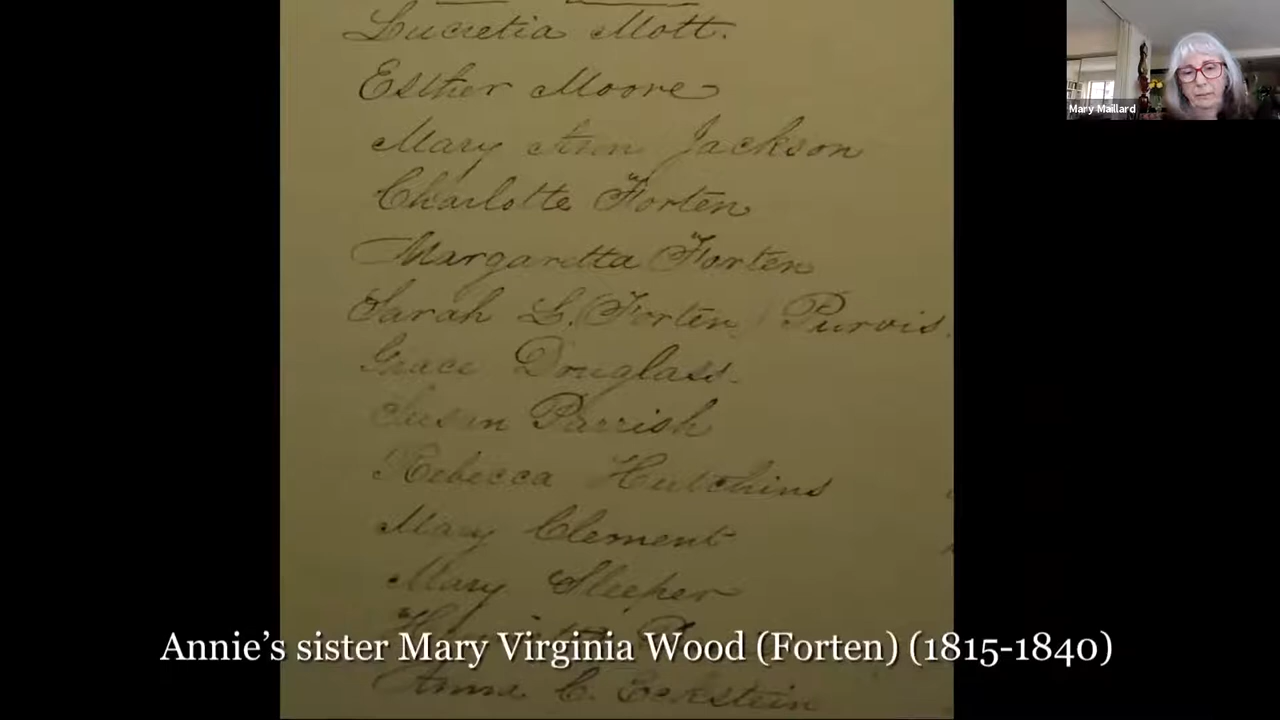 Lucretia Mott.
Mary Maillard
Esther Moore
Mary Ann Jackson
Charlotte Forten
Margaretta Forten
Sarah L. (Forten) Purvis.
Grace Douglass.
Susan Parrish
Rebecca Hutchins
Mary Clement
Mary Sleeper
Annie’s sister Mary Virginia Wood (Forten) (1815-1840)
Anna C. Eckstein